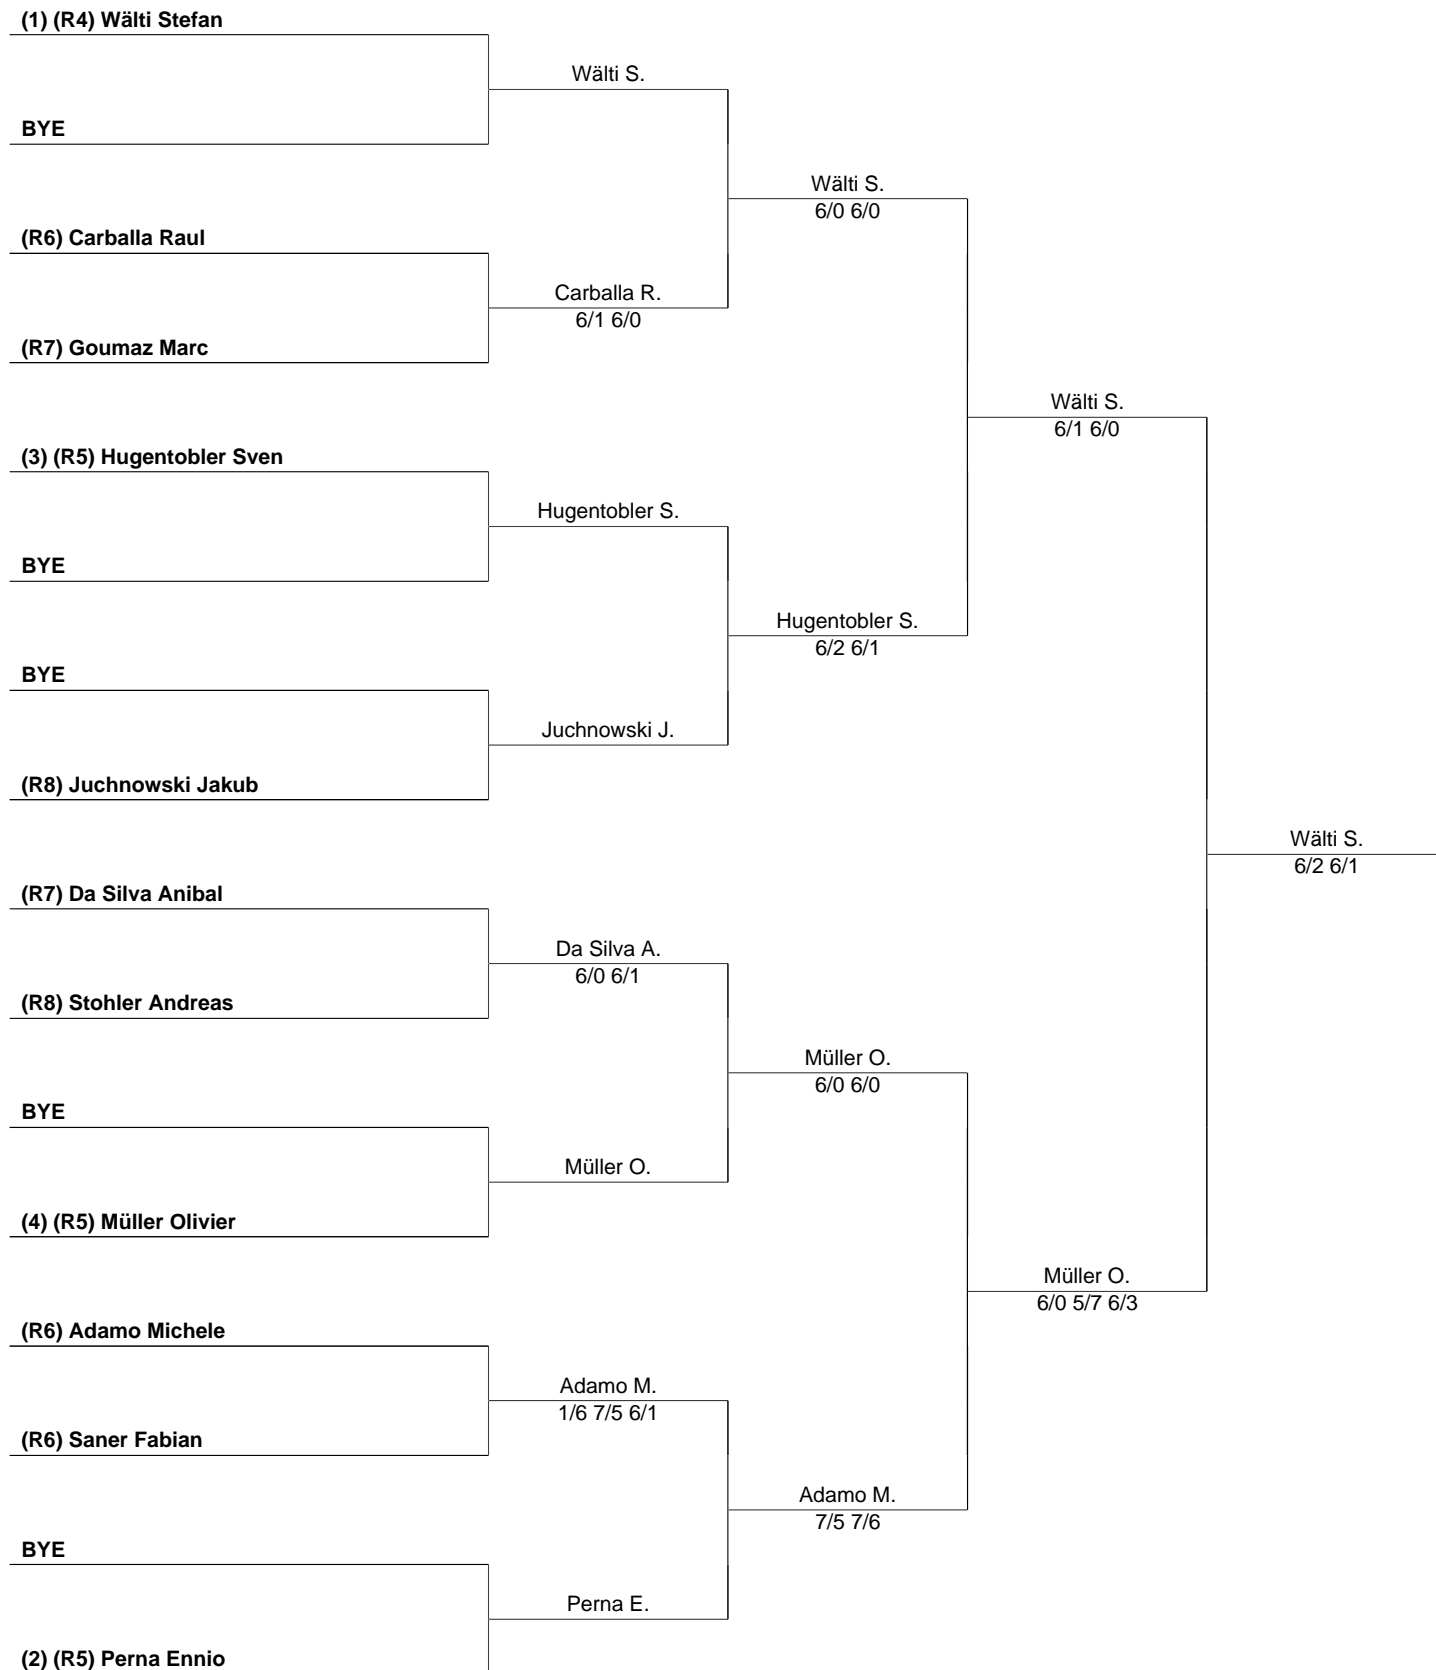 (1) (R4) Wälti Stefan
Wälti S.
BYE
Wälti S.
6/0 6/0
(R6) Carballa Raul
Carballa R.
6/1 6/0
(R7) Goumaz Marc
Wälti S.
6/1 6/0
(3) (R5) Hugentobler Sven
Hugentobler S.
BYE
Hugentobler S.
6/2 6/1
BYE
Juchnowski J.
(R8) Juchnowski Jakub
Wälti S.
6/2 6/1
(R7) Da Silva Anibal
Da Silva A.
6/0 6/1
(R8) Stohler Andreas
Müller O.
6/0 6/0
BYE
Müller O.
(4) (R5) Müller Olivier
Müller O.
6/0 5/7 6/3
(R6) Adamo Michele
Adamo M.
1/6 7/5 6/1
(R6) Saner Fabian
Adamo M.
7/5 7/6
BYE
Perna E.
(2) (R5) Perna Ennio